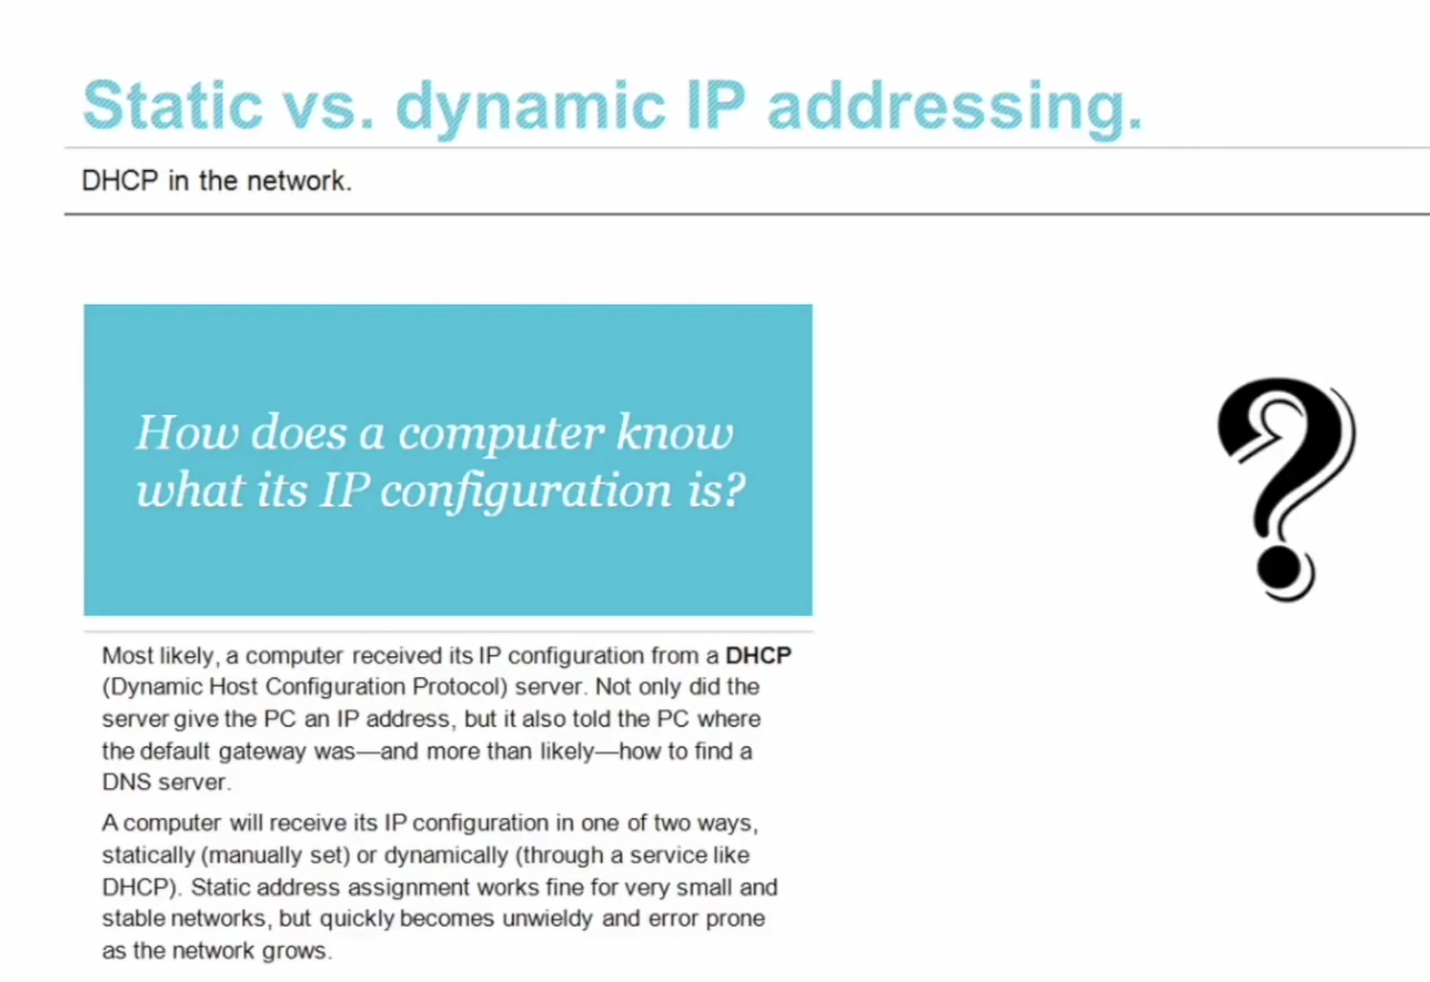 Static vs. dynamic IP addressing.
DHCP in the network.
How does a computer know
what its IP configuration is?
Most likely, a computer received its IP configuration from a DHCP
(Dynamic Host Configuration Protocol) server. Not only did the
server give the PC an IP address, but it also told the PC where
the default gateway was—and more than likely—how to find a
DNS server.
A computer will receive its IP configuration in one of two ways,
statically (manually set) or dynamically (through a service like
DHCP). Static address assignment works fine for very small and
stable networks, but quickly becomes unwieldy and error prone
as the network grows.
?